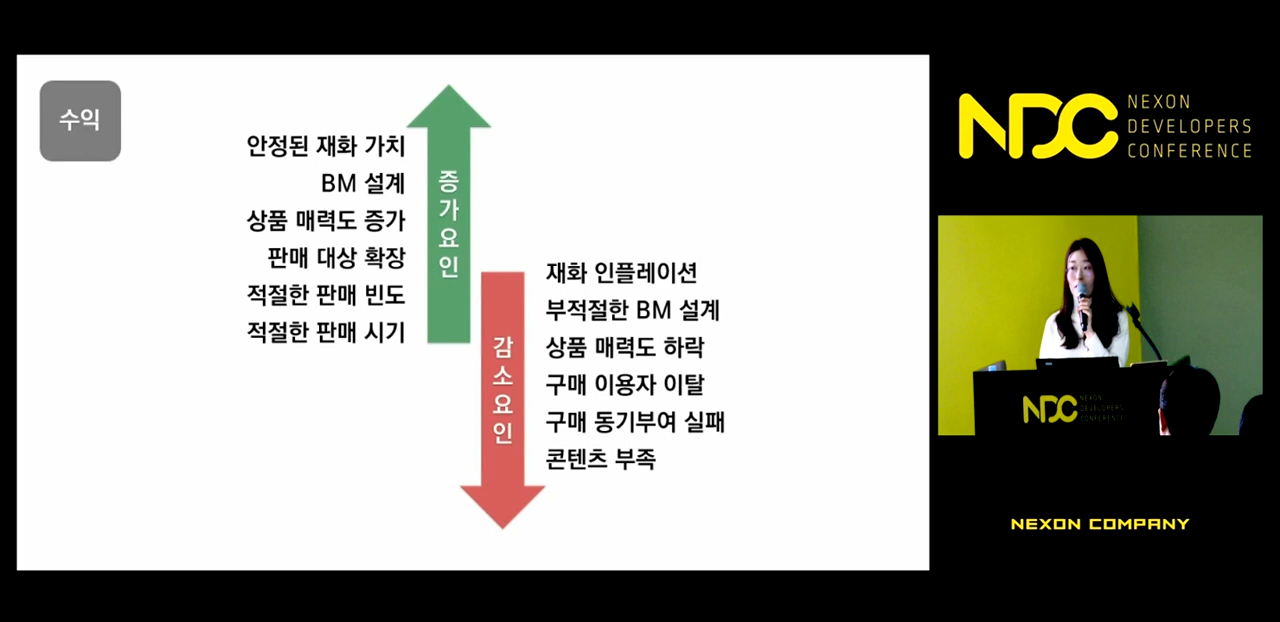 수익
안정된 재화 가치
BM 설계
상품 매력도 증가
판매 대상 확장
적절한 판매 빈도
적절한 판매 시기
증가요인
감소요인
재화 인플레이션
부적절한 BM 설계
상품 매력도 하락
구매 이용자 이탈
구매 동기부여 실패
콘텐츠 부족
NDC
NEXON
DEVELOPERS
CONFERENCE
NDC
NEXON
DEVELOPERS
CONFERENCE
NEXON COMPANY